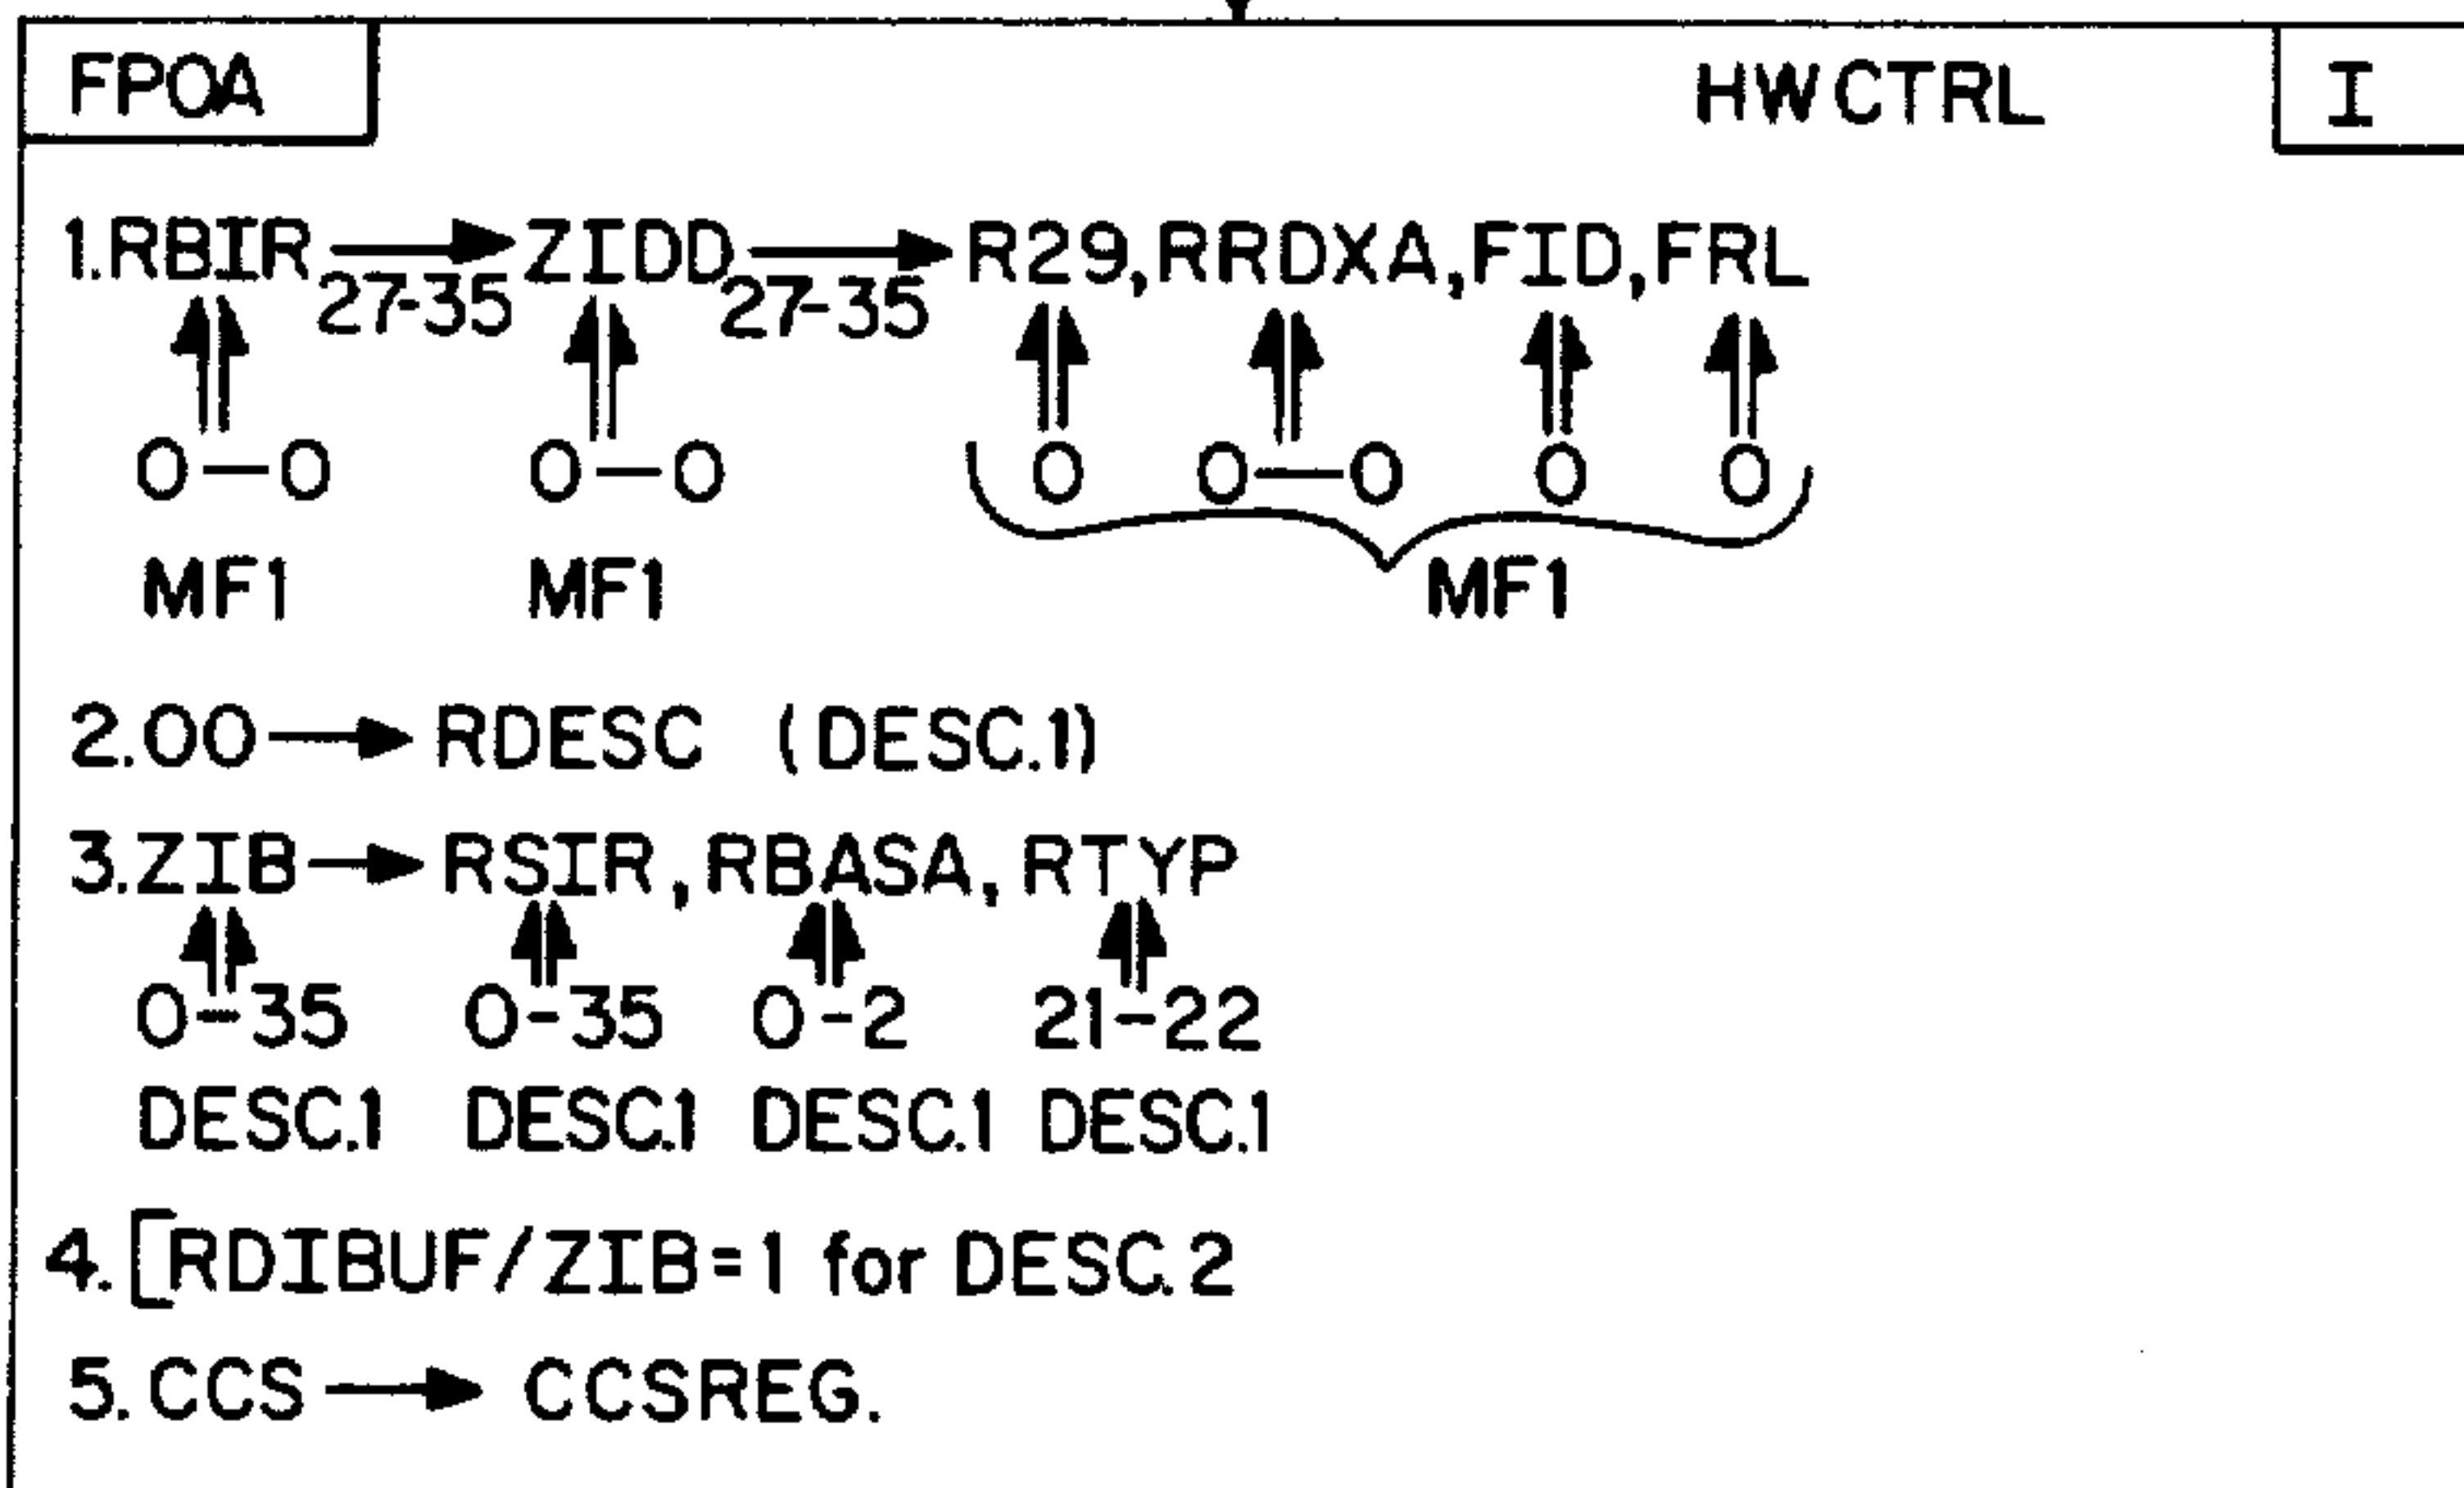 FPOA HWCTRL I
1.RBIR → ZIDD → R29,RRDXA,FID,FRL
27-35 27-35
0—0 0—0 0 0—0 0 0
MF1 MF1 MF1
2.00 → RDESC (DESC.1)
3.ZIB → RSIR,RBASA,RTYP
0-35 0-35 0-2 21-22
DESC.1 DESC.1 DESC.1 DESC.1
4.[RDIBUF/ZIB=1 for DESC.2
5.CCS → CCSREG.